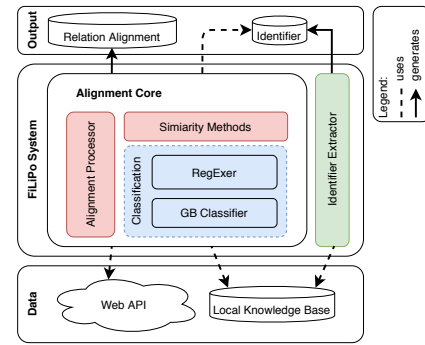 Output
Relation Alignment
Identifier
Legend:
uses
generates
FiLiPo System
Alignment Core
Alignment Processor
Simiarity Methods
Classification
RegExer
GB Classifier
Identifier Extractor
Data
Web API
Local Knowledge Base